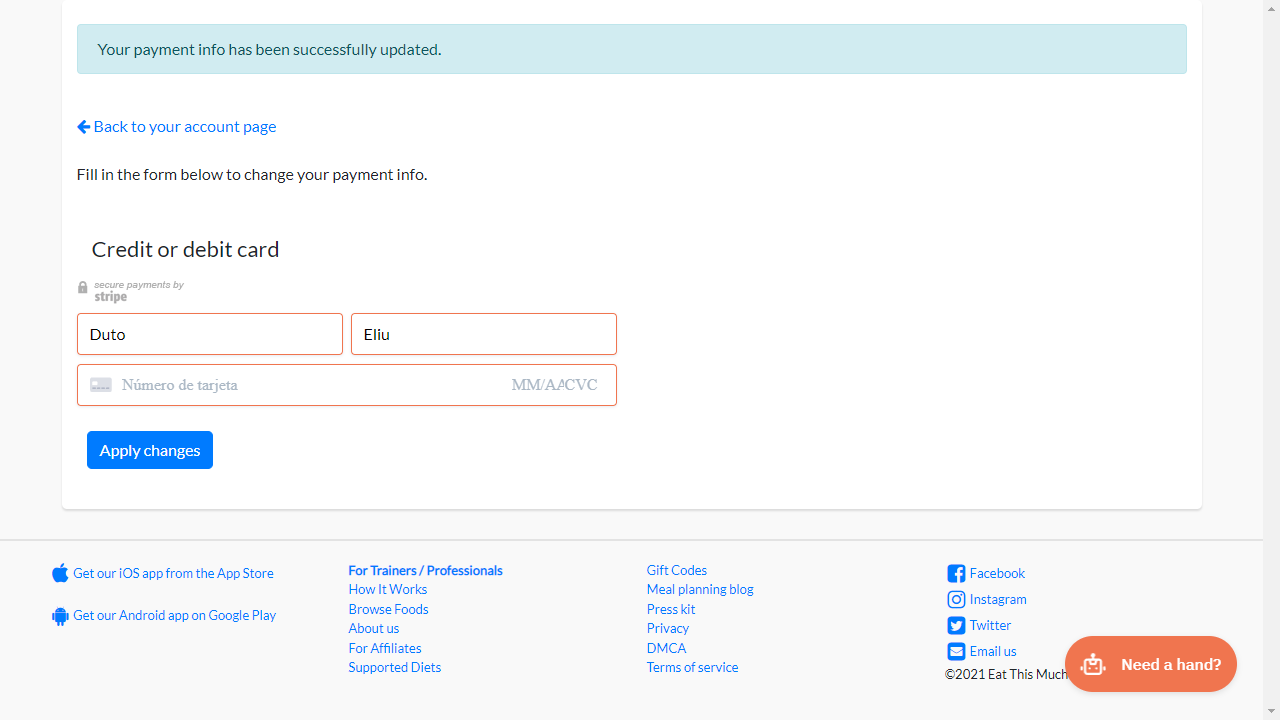 Your payment info has been successfully updated.
Back to your account page
Fill in the form below to change your payment info.
Credit or debit card
secure payments by
stripe
Duto Eliu
Número de tarjeta MM/AA CVC
Apply changes
Get our iOS app from the App Store
Get our Android app on Google Play
For Trainers / Professionals
How It Works
Browse Foods
About us
For Affiliates
Supported Diets
Gift Codes
Meal planning blog
Press kit
Privacy
DMCA
Terms of service
Facebook
Instagram
Twitter
Email us
©2021 Eat This Much
Need a hand?